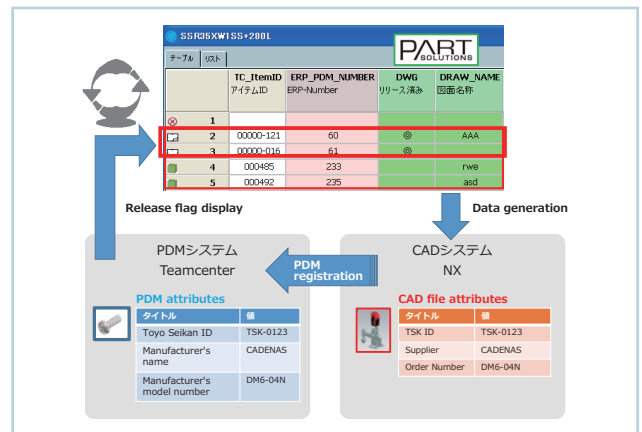 SSR35XW1SS+280L
PART
SOLUTIONS
テーブル リスト
TC_ItemID ERP_PDM_NUMBER DWG DRAW_NAME
アイテムID ERP-Number リリース済み 図面名称
1
2 00000-121 60 ◎ AAA
3 00000-016 61 ◎
4 000485 233 rwe
5 000492 235 asd
Release flag display
Data generation
PDMシステム
Teamcenter
PDM
registration
CADシステム
NX
PDM attributes
タイトル 値
Toyo Seikan ID TSK-0123
Manufacturer's
name CADENAS
Manufacturer's
model number DM6-04N
CAD file attributes
タイトル 値
TSK ID TSK-0123
Supplier CADENAS
Order Number DM6-04N